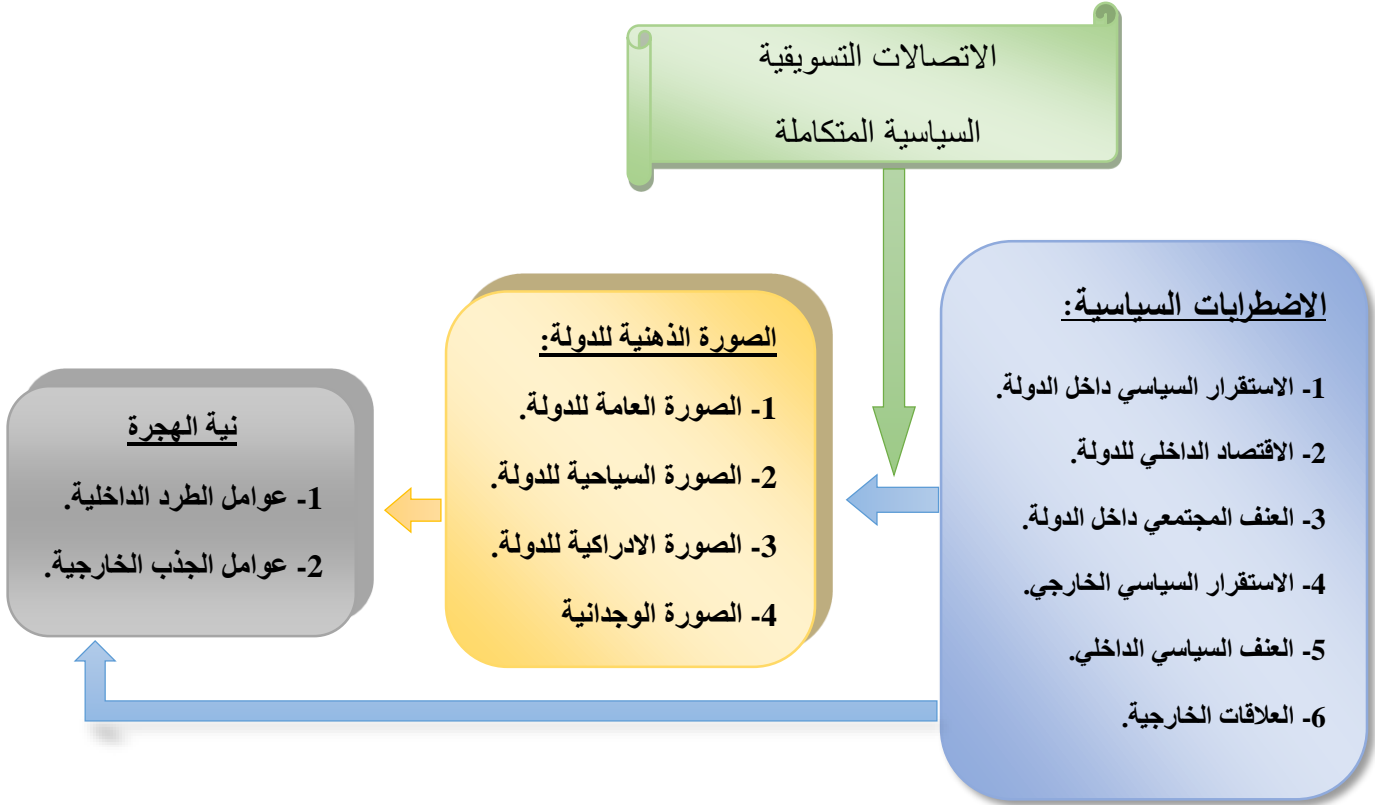 الاتصالات التسويقية
السياسية المتكاملة
الاضطرابات السياسية:
1- الاستقرار السياسي داخل الدولة.
2- الاقتصاد الداخلي للدولة.
3- العنف المجتمعي داخل الدولة.
4- الاستقرار السياسي الخارجي.
5- العنف السياسي الداخلي.
6- العلاقات الخارجية.
الصورة الذهنية للدولة:
1- الصورة العامة للدولة.
2- الصورة السياحية للدولة.
3- الصورة الادراكية للدولة.
4- الصورة الوجدانية
نية الهجرة
1- عوامل الطرد الداخلية.
2- عوامل الجذب الخارجية.